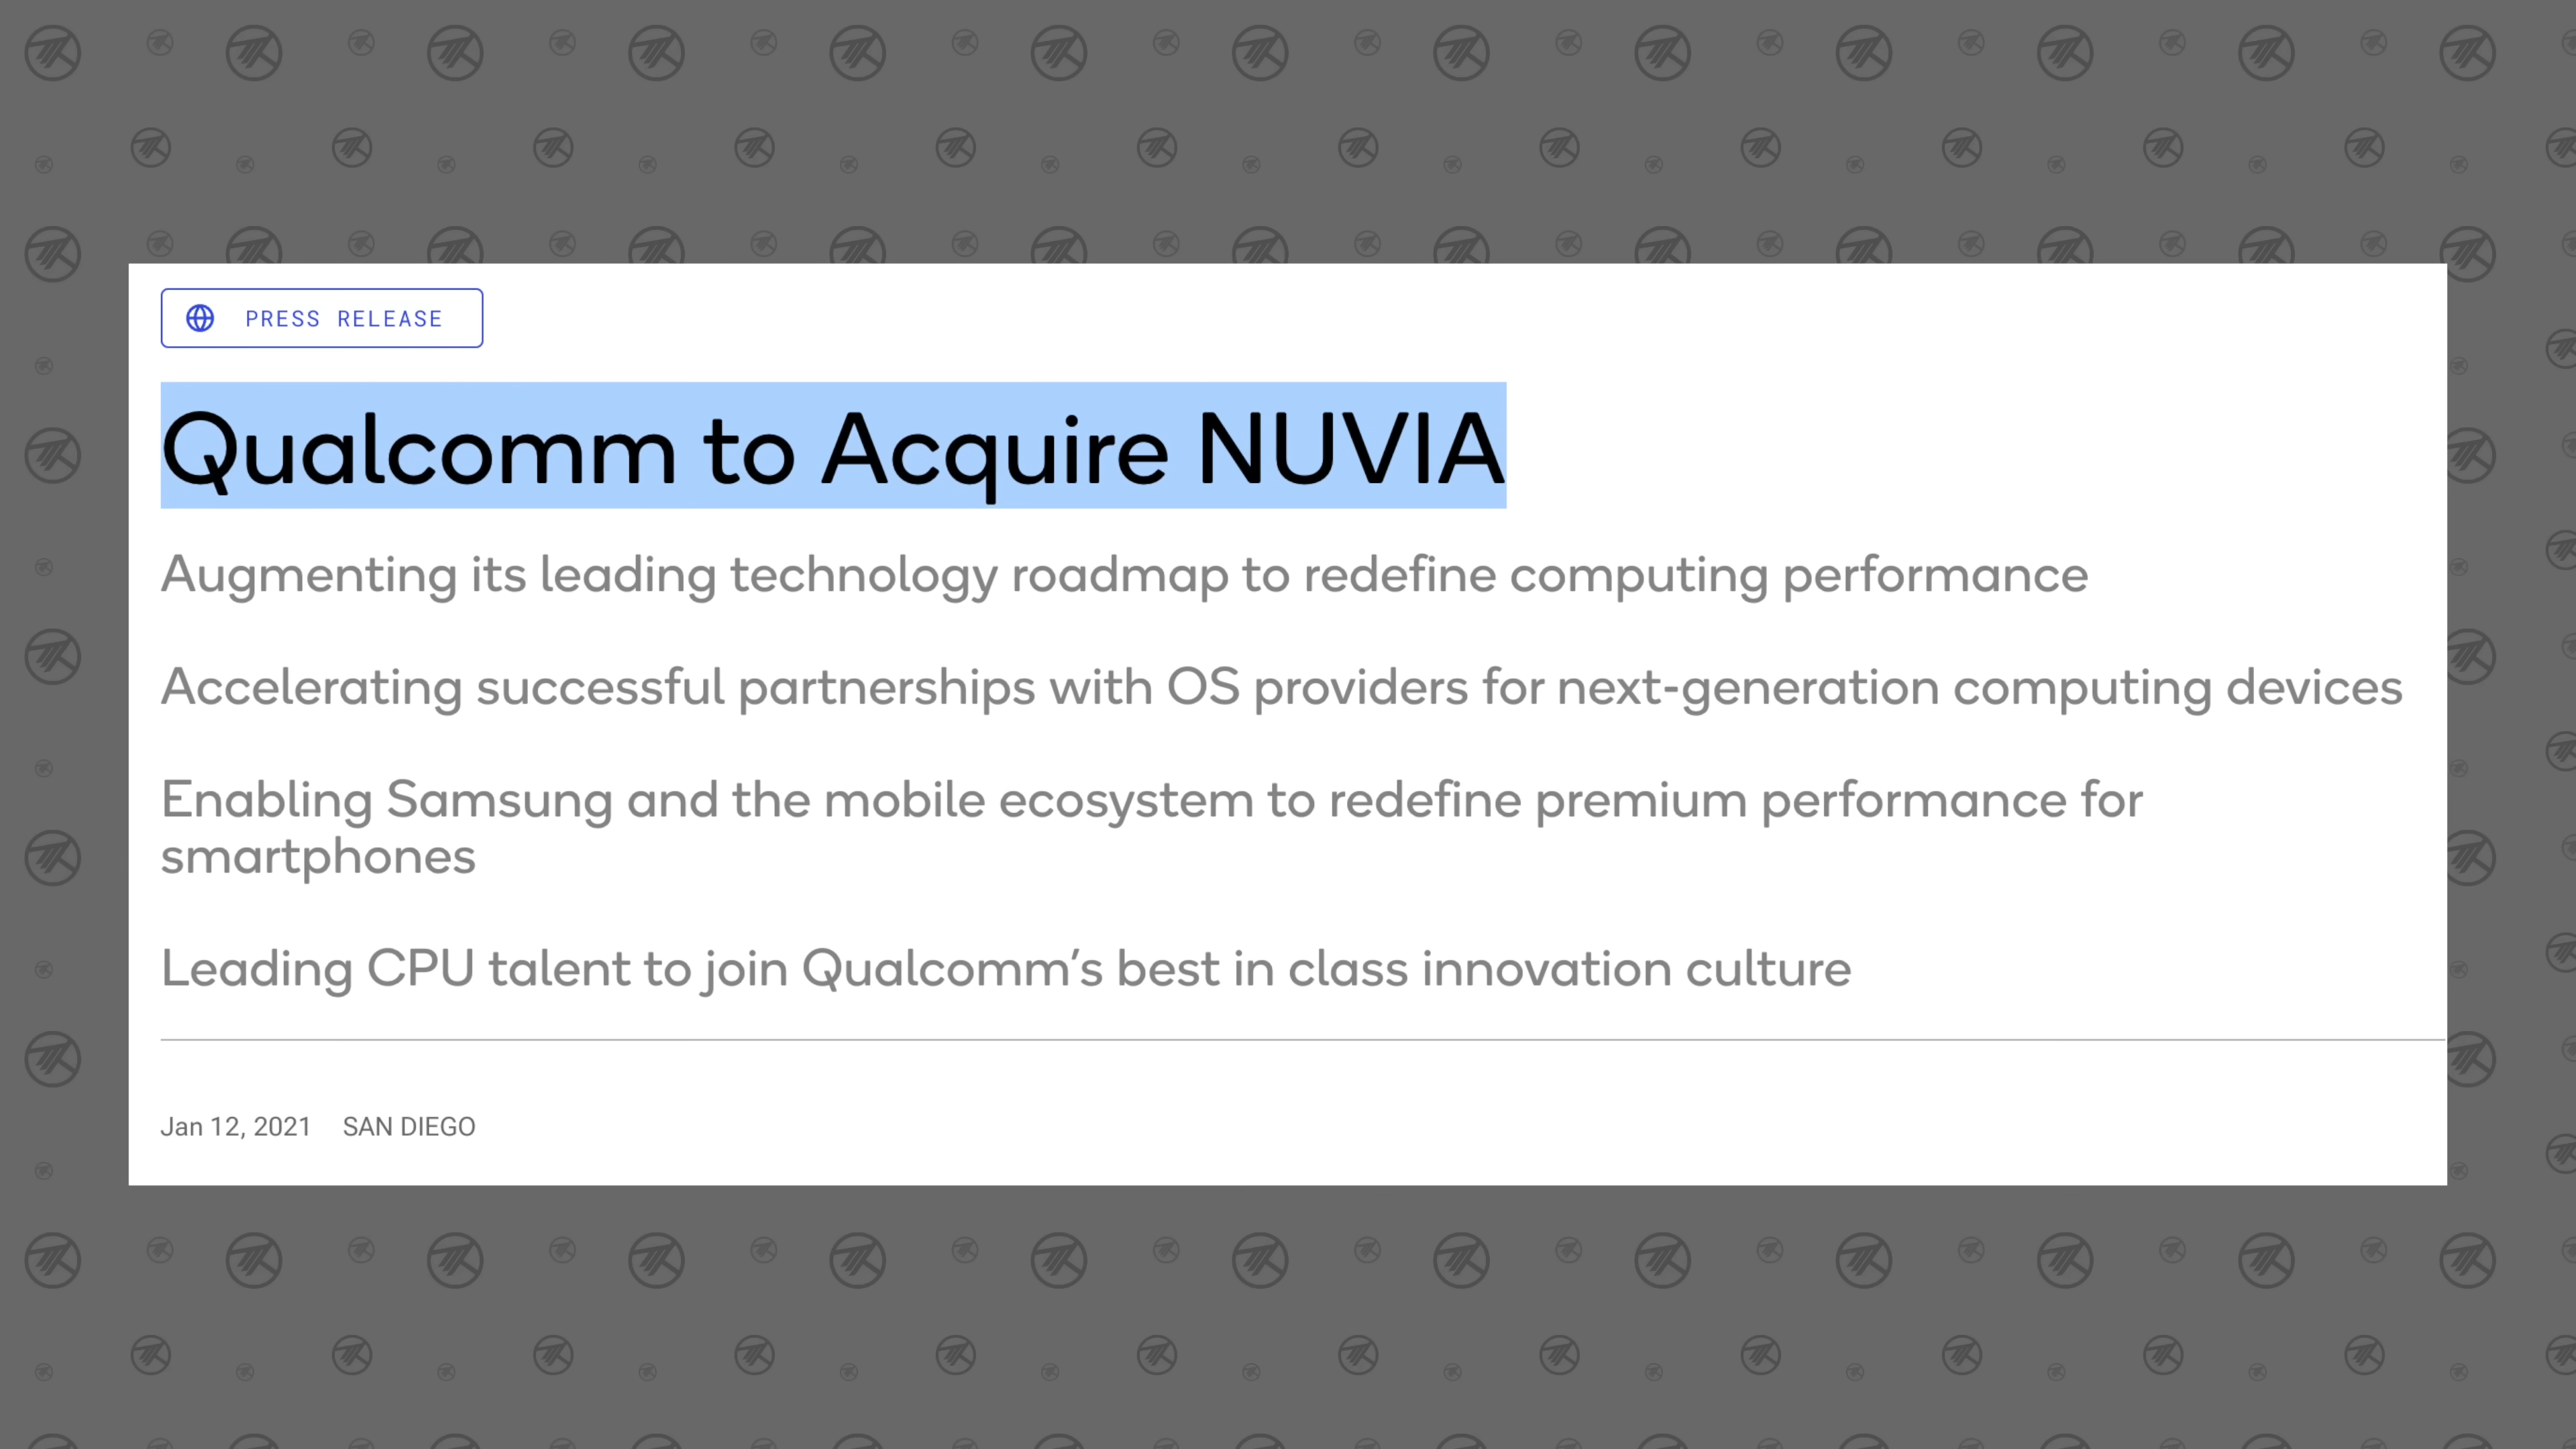 PRESS RELEASE
Qualcomm to Acquire NUVIA
Augmenting its leading technology roadmap to redefine computing performance
Accelerating successful partnerships with OS providers for next-generation computing devices
Enabling Samsung and the mobile ecosystem to redefine premium performance for
smartphones
Leading CPU talent to join Qualcomm’s best in class innovation culture
Jan 12, 2021 SAN DIEGO